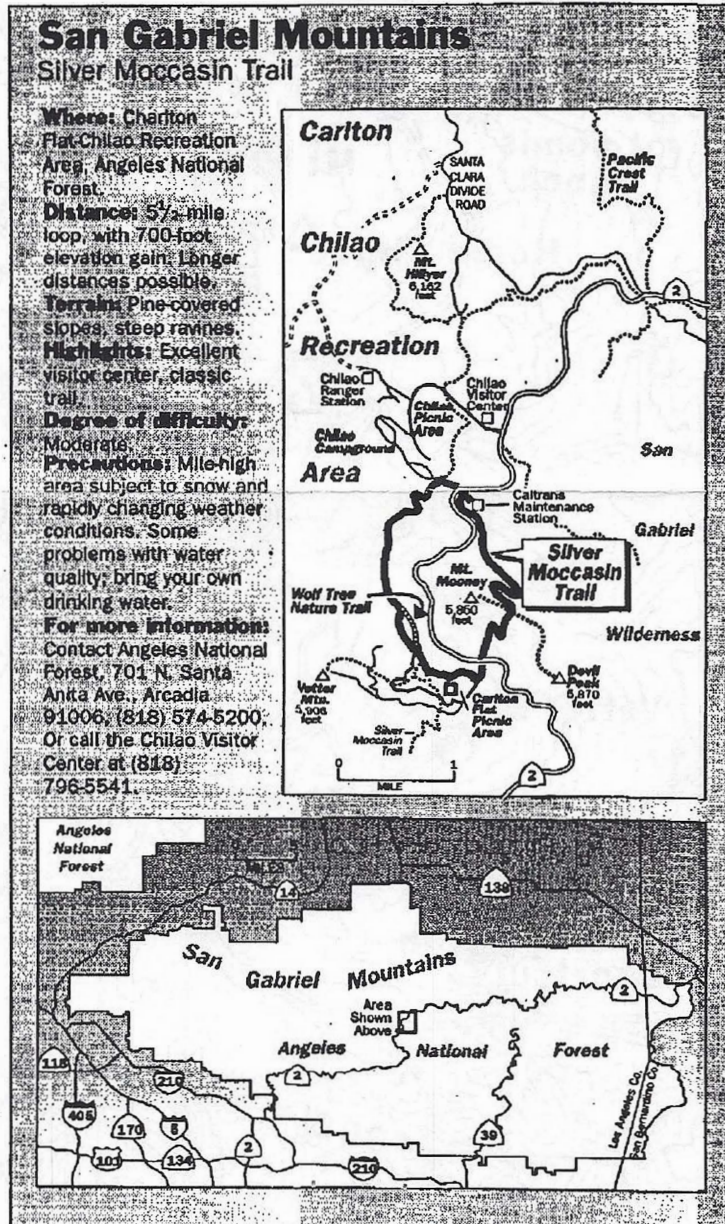 San Gabriel Mountains
Silver Moccasin Trail
Where: Charlton
Flat-Chilao Recreation
Area, Angeles National
Forest.
Distance: 5½-mile
loop, with 700-foot
elevation gain; Longer
distances possible.
Terrain: Pine-covered
slopes, steep ravines.
Highlights: Excellent
visitor center, classic
trail.
Degree of difficulty:
Moderate
Precautions: Mile-high
area subject to snow and
rapidly changing weather
conditions. Some
problems with water
quality; bring your own
drinking water.
For more information:
Contact Angeles National
Forest, 701 N. Santa
Anita Ave., Arcadia
91006, (818) 574-5200.
Or call the Chilao Visitor
Center at (818)
796-5541.
Carlton
Chilao
Recreation
Area
SANTA
CLARA
DIVIDE
ROAD
Pacific
Crest
Trail
Mt.
Hillyer
6,162
feet
2
Chilao
Ranger
Station
Chilao
Picnic
Area
Chilao
Visitor
Center
Chilao
Campground
San
Gabriel
Wilderness
Caltrans
Maintenance
Station
Silver
Moccasin
Trail
Mt.
Mooney
5,850
feet
Wolf Tree
Nature Trail
Vetter
Mtn.
5,908
feet
Devil
Peak
5,870
feet
Carlton
Flat
Picnic
Area
Silver
Moccasin
Trail
0 1
MILE
2
Angeles
National
Forest
MILES
14
138
San Gabriel Mountains
2
Area
Shown
Above
Angeles National Forest
118
210
2
405
170
5
2
39
101
134
210
Los Angeles Co.
San Bernardino Co.